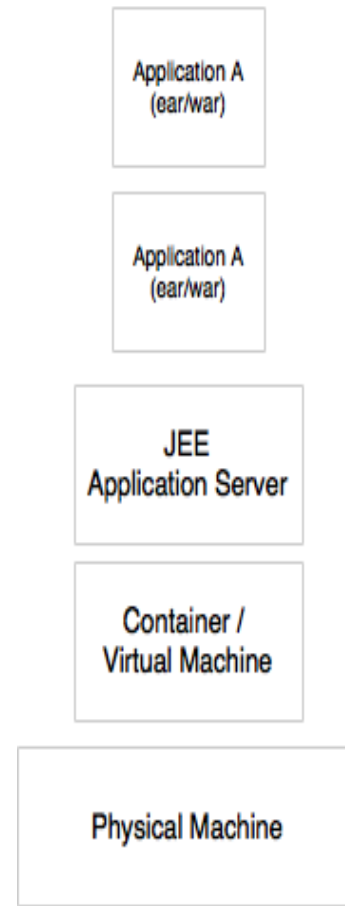 Application A
(ear/war)
Application A
(ear/war)
JEE
Application Server
Container /
Virtual Machine
Physical Machine